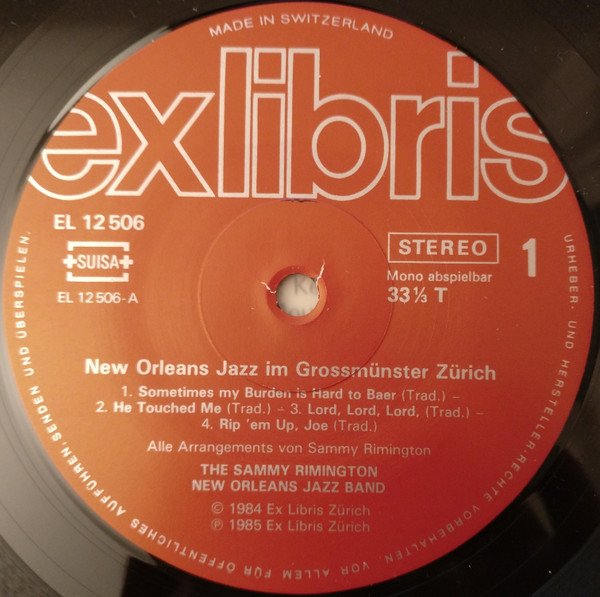 MADE IN SWITZERLAND
exlibris
EL 12 506
+SUISA+
EL 12 506-A
STEREO
1
Mono abspielbar
33⅓ T
New Orleans Jazz im Grossmünster Zürich
1. Sometimes my Burden is Hard to Baer (Trad.) –
2. He Touched Me (Trad.) – 3. Lord, Lord, Lord, (Trad.) –
4. Rip 'em Up, Joe (Trad.)
Alle Arrangements von Sammy Rimington
THE SAMMY RIMINGTON
NEW ORLEANS JAZZ BAND
© 1984 Ex Libris Zürich
℗ 1985 Ex Libris Zürich
URHEBER- UND HERSTELLER-RECHTE VORBEHALTEN. VOR ALLEM FÜR ÖFFENTLICHES AUFFÜHREN, SENDEN UND ÜBERSPIELEN.